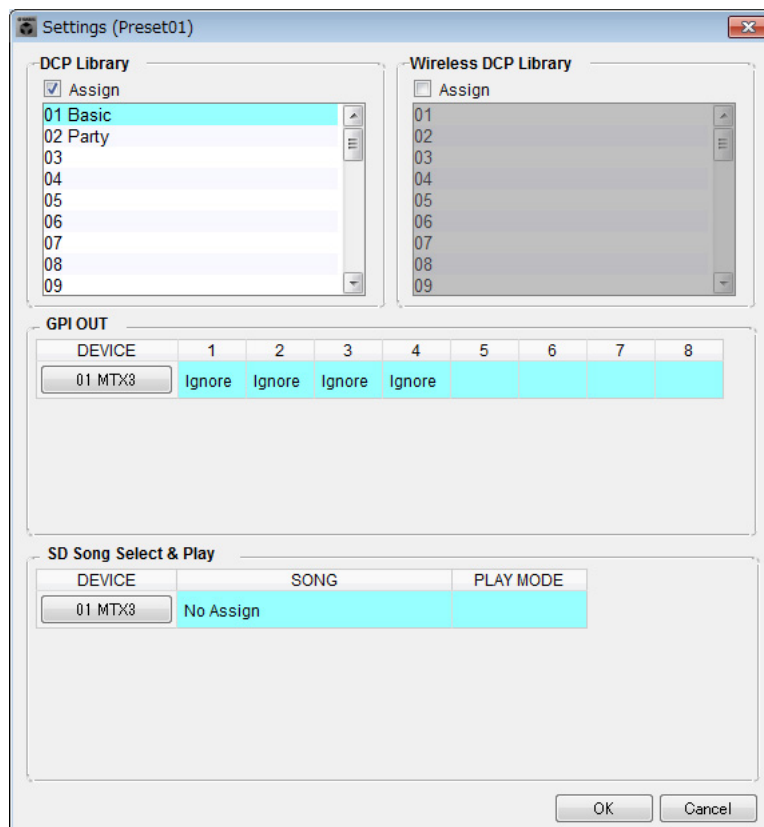 Settings (Preset01)
DCP Library
Assign
01 Basic
02 Party
03
04
05
06
07
08
09
Wireless DCP Library
Assign
01
02
03
04
05
06
07
08
09
GPI OUT
DEVICE 1 2 3 4 5 6 7 8
01 MTX3 Ignore Ignore Ignore Ignore
SD Song Select & Play
DEVICE SONG PLAY MODE
01 MTX3 No Assign
OK Cancel